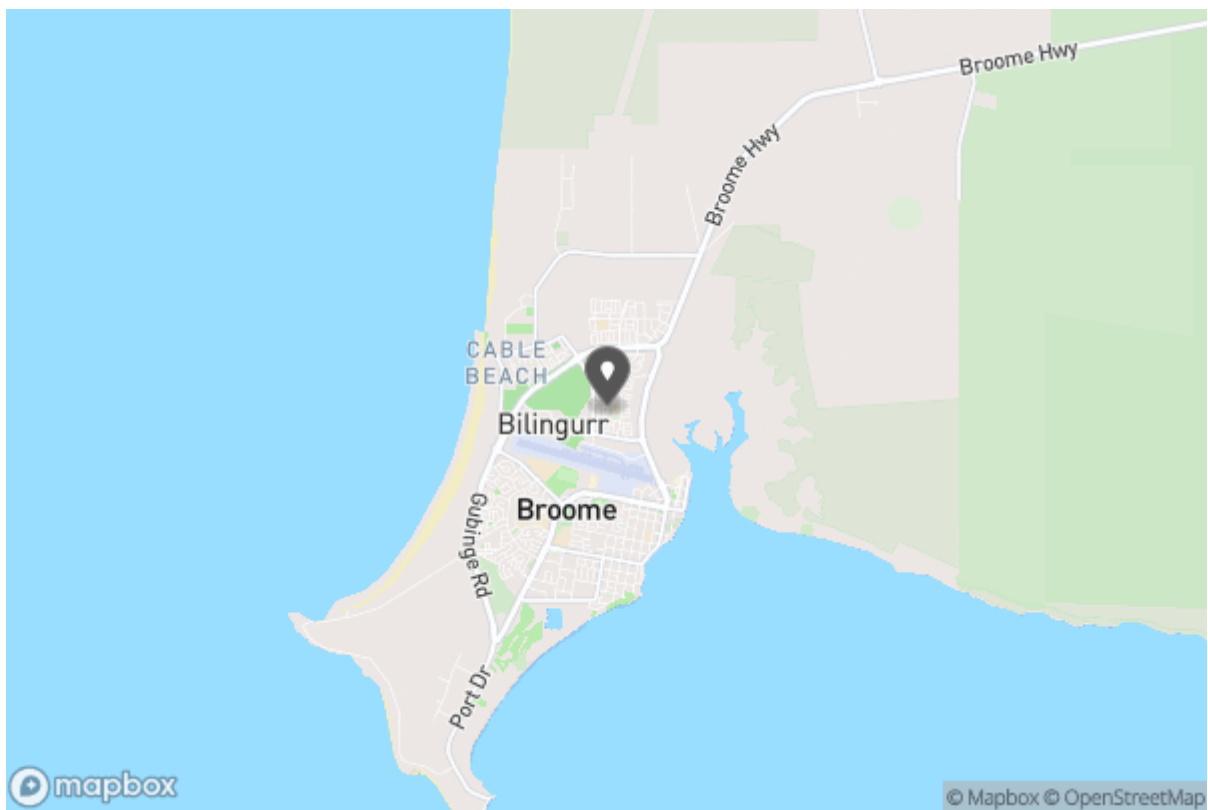 Broome Hwy
Broome Hwy
CABLE
BEACH
Bilingurr
Broome
Gubinge Rd
Port Dr
mapbox
© Mapbox © OpenStreetMap